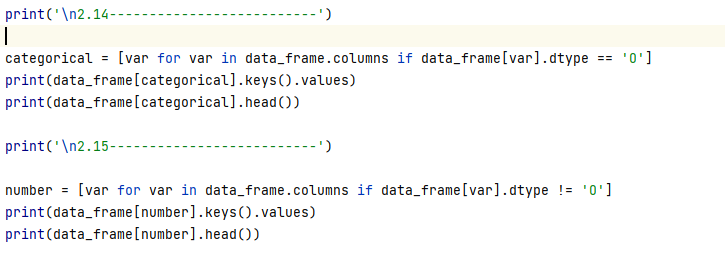 print('\n2.14--------------------------')
categorical = [var for var in data_frame.columns if data_frame[var].dtype == 'O']
print(data_frame[categorical].keys().values)
print(data_frame[categorical].head())
print('\n2.15--------------------------')
number = [var for var in data_frame.columns if data_frame[var].dtype != 'O']
print(data_frame[number].keys().values)
print(data_frame[number].head())